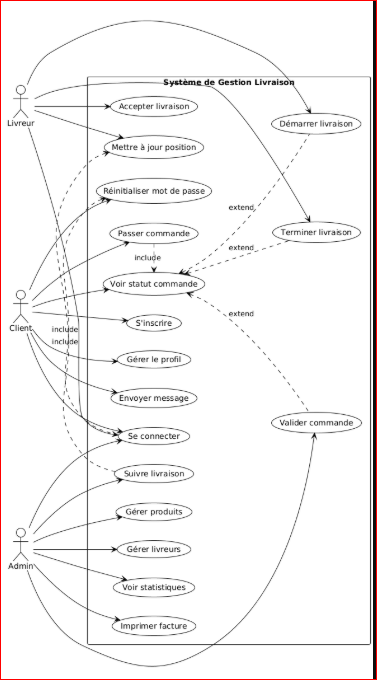 Système de Gestion Livraison
Accepter livraison
Démarrer livraison
Livreur
Mettre à jour position
Réinitialiser mot de passe
extend
Passer commande
Terminer livraison
extend
include
Voir statut commande
extend
S'inscrire
Client
include
include
Gérer le profil
Envoyer message
Valider commande
Se connecter
Suivre livraison
Gérer produits
Gérer livreurs
Admin
Voir statistiques
Imprimer facture